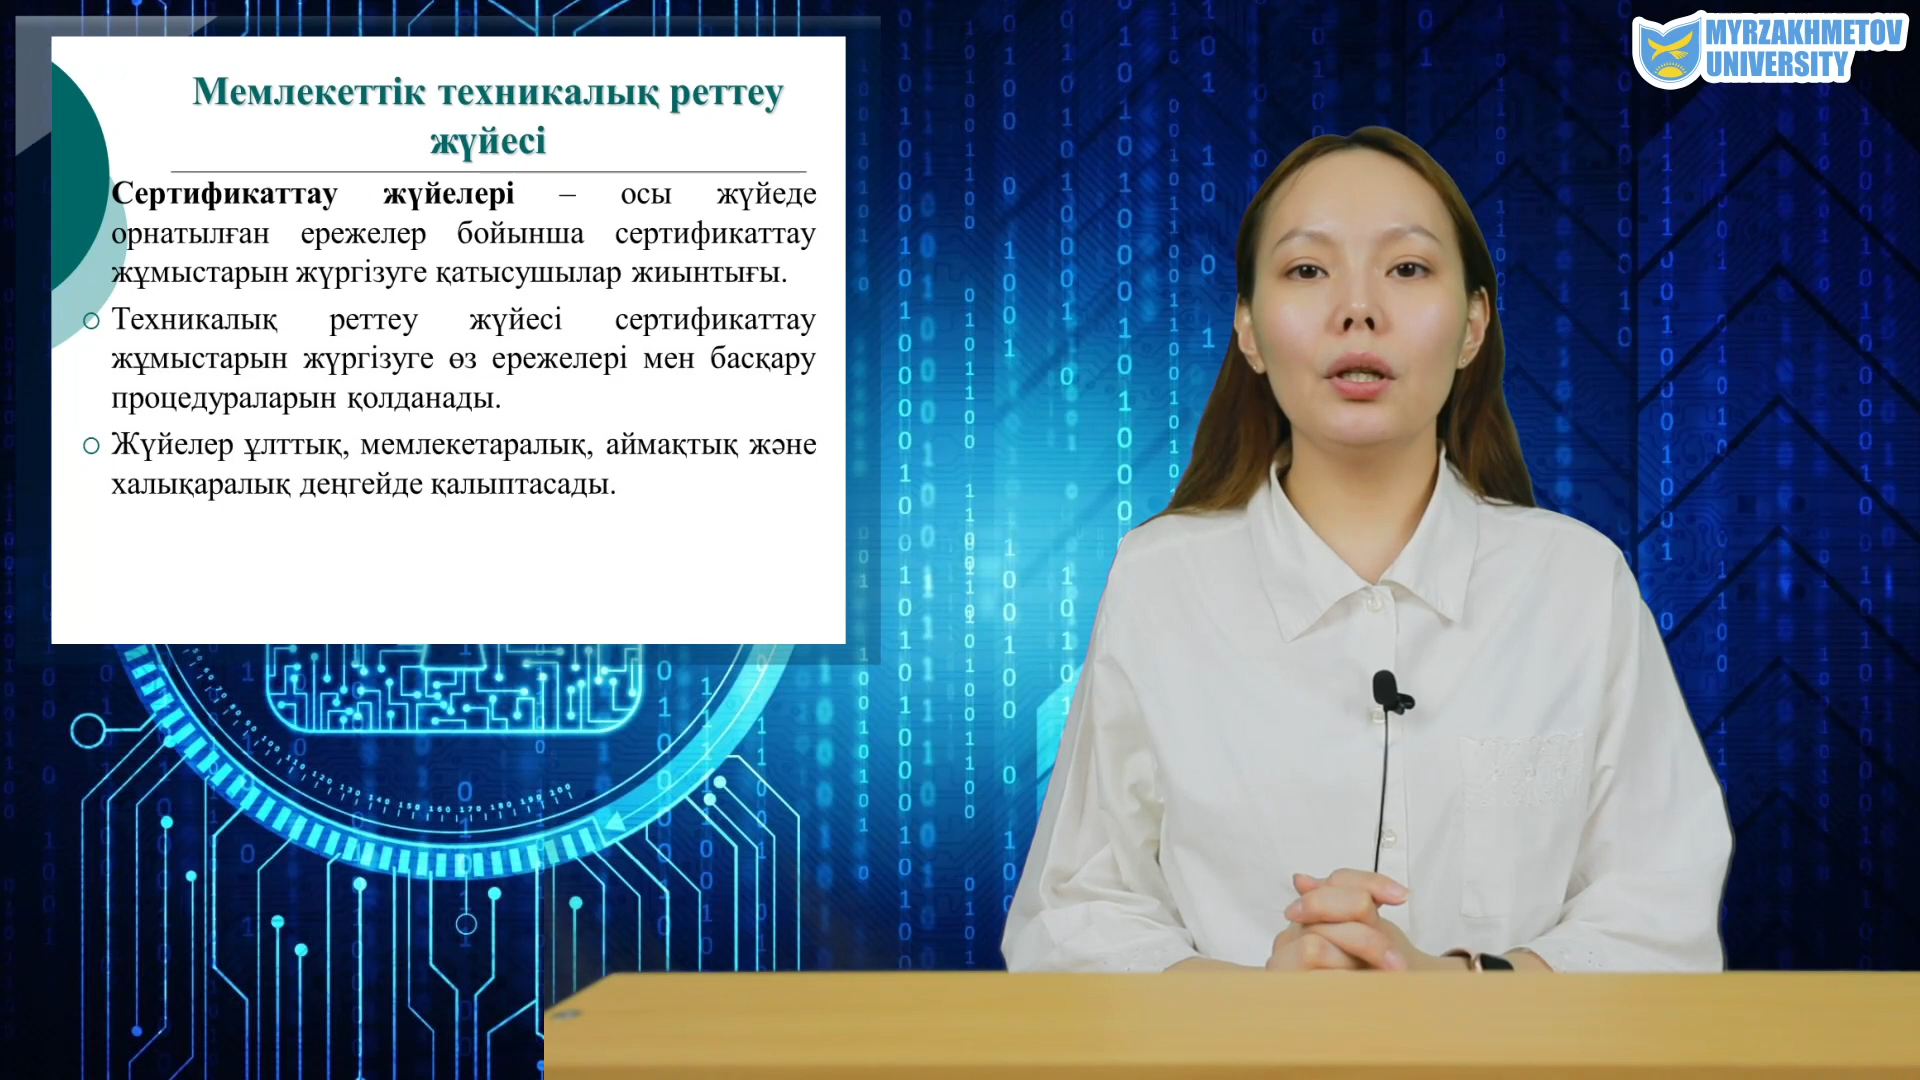 Мемлекеттік техникалық реттеу
жүйесі
Сертификаттау жүйелері – осы жүйеде
орнатылған ережелер бойынша сертификаттау
жұмыстарын жүргізуге қатысушылар жиынтығы.
Техникалық реттеу жүйесі сертификаттау
жұмыстарын жүргізуге өз ережелері мен басқару
процедураларын қолданады.
Жүйелер ұлттық, мемлекетаралық, аймақтық және
халықаралық деңгейде қалыптасады.
MYRZAKHMETOV
UNIVERSITY